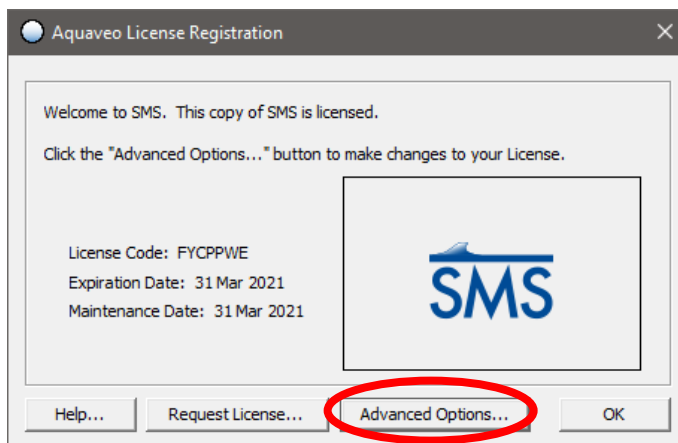 Aquaveo License Registration
Welcome to SMS. This copy of SMS is licensed.
Click the "Advanced Options..." button to make changes to your License.
License Code: FYCPPWE
Expiration Date: 31 Mar 2021
Maintenance Date: 31 Mar 2021
SMS
Help...
Request License...
Advanced Options...
OK